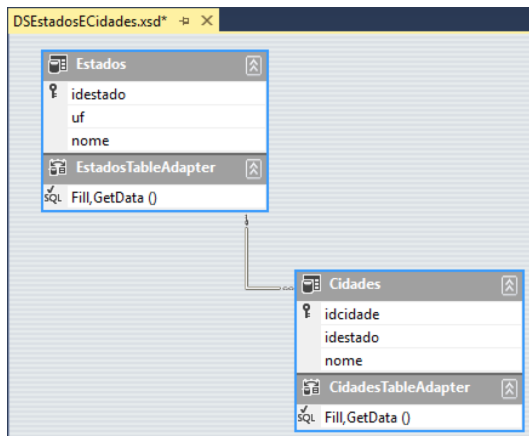 DSEstadosECidades.xsd*
Estados
idestado
uf
nome
EstadosTableAdapter
SQL Fill,GetData ()
Cidades
idcidade
idestado
nome
CidadesTableAdapter
SQL Fill,GetData ()